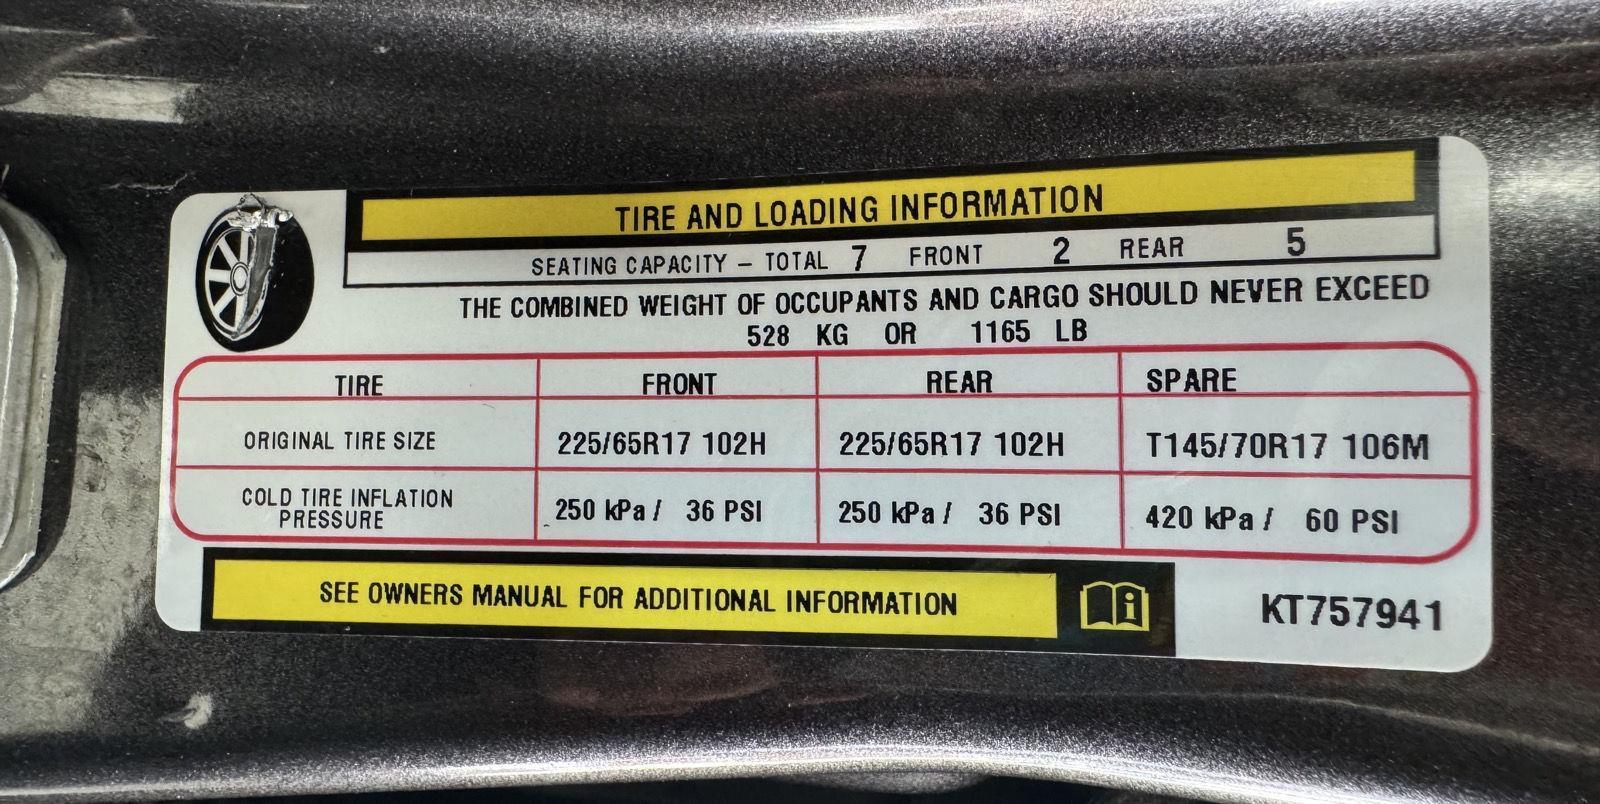 TIRE AND LOADING INFORMATION
SEATING CAPACITY – TOTAL 7 FRONT 2 REAR 5
THE COMBINED WEIGHT OF OCCUPANTS AND CARGO SHOULD NEVER EXCEED
528 KG OR 1165 LB
TIRE FRONT REAR SPARE
ORIGINAL TIRE SIZE 225/65R17 102H 225/65R17 102H T145/70R17 106M
COLD TIRE INFLATION PRESSURE 250 kPa / 36 PSI 250 kPa / 36 PSI 420 kPa / 60 PSI
SEE OWNERS MANUAL FOR ADDITIONAL INFORMATION
KT757941